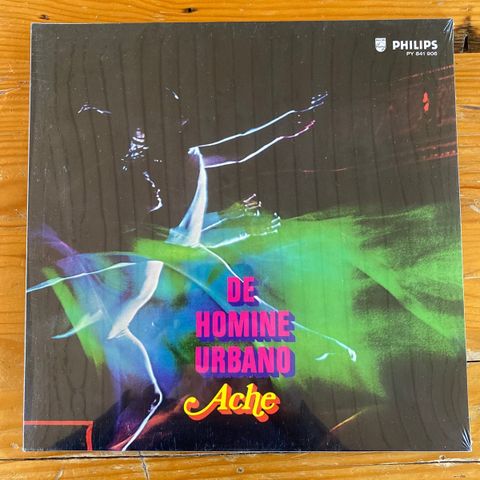 PHILIPS
PY 841 906
DE
HOMINE
URBANO
Ache